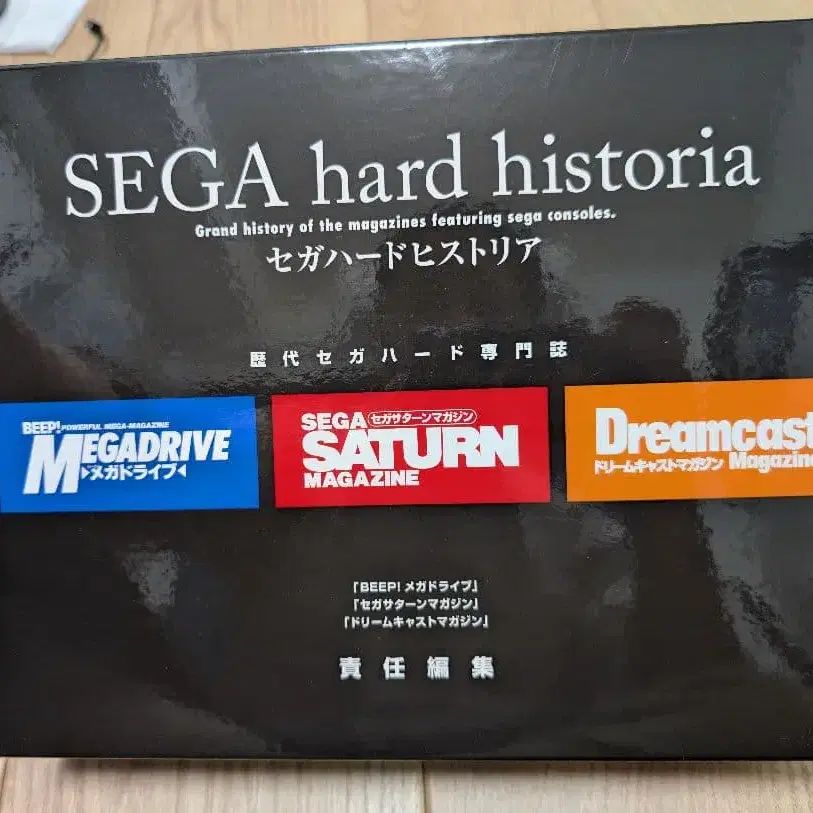 SEGA hard historia
Grand history of the magazines featuring sega consoles.
セガハードヒストリア
歴代セガハード専門誌
BEEP! POWERFUL MEGA-MAGAZINE
MEGADRIVE
メガドライブ
SEGA セガサターンマガジン
SATURN
MAGAZINE
Dreamcast
ドリームキャストマガジン Magazine
「BEEP! メガドライブ」
「セガサターンマガジン」
「ドリームキャストマガジン」
責任編集